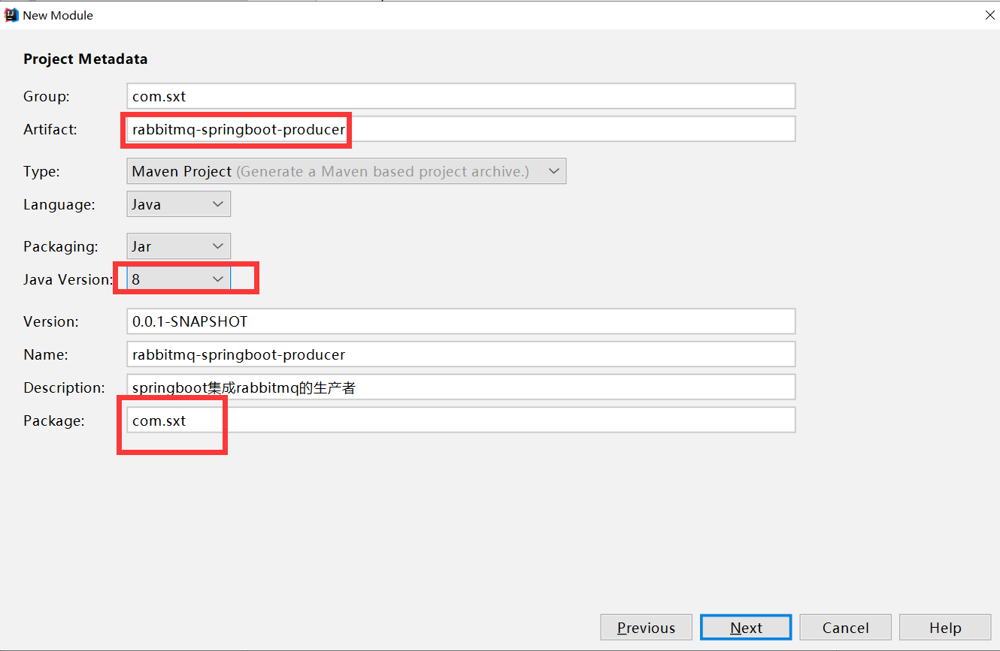 New Module
Project Metadata
Group: com.sxt
Artifact: rabbitmq-springboot-producer
Type: Maven Project (Generate a Maven based project archive.)
Language: Java
Packaging: Jar
Java Version: 8
Version: 0.0.1-SNAPSHOT
Name: rabbitmq-springboot-producer
Description: springboot集成rabbitmq的生产者
Package: com.sxt
Previous Next Cancel Help